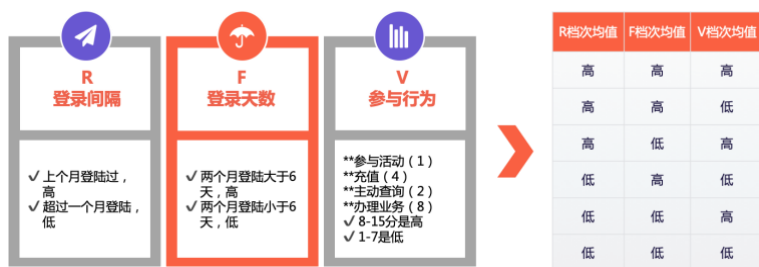 R
登录间隔
上个月登陆过，
高
超过一个月登陆，
低
F
登录天数
两个月登陆大于6
天，高
两个月登陆小于6
天，低
V
参与行为
**参与活动（1）
**充值（4）
**主动查询（2）
**办理业务（8）
8-15分是高
1-7是低
R档次均值 F档次均值 V档次均值
高 高 高
高 高 低
高 低 高
低 高 低
低 低 高
低 低 低